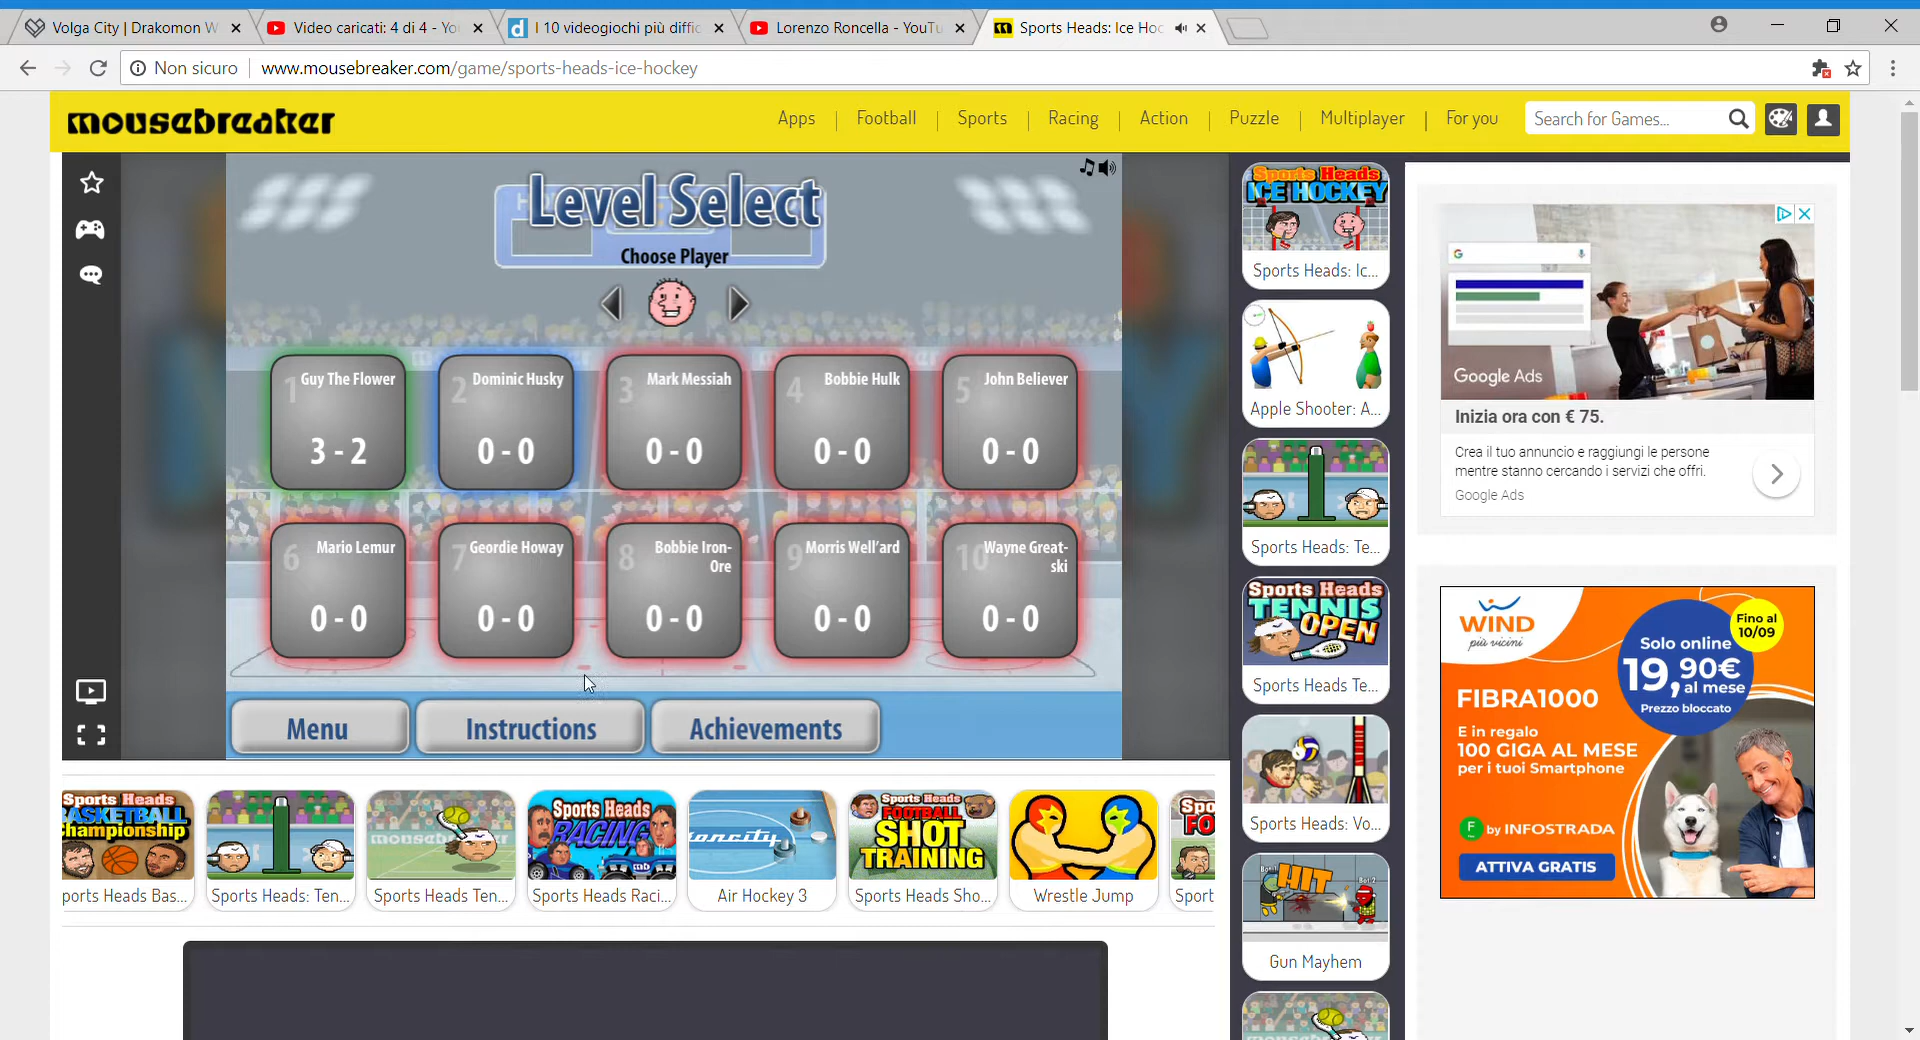 Volga City | Drakomon W
Video caricati: 4 di 4 - Yo
I 10 videogiochi più diffic
Lorenzo Roncella - YouTu
Sports Heads: Ice Hoc
Non sicuro
www.mousebreaker.com/game/sports-heads-ice-hockey
mousebreaker
Apps
Football
Sports
Racing
Action
Puzzle
Multiplayer
For you
Search for Games...
Level Select
Choose Player
1
Guy The Flower
3 - 2
2
Dominic Husky
0 - 0
3
Mark Messiah
0 - 0
4
Bobbie Hulk
0 - 0
5
John Believer
0 - 0
6
Mario Lemur
0 - 0
7
Geordie Howay
0 - 0
8
Bobbie Iron-
Ore
0 - 0
9
Morris Well'ard
0 - 0
10
Wayne Great-
ski
0 - 0
Menu
Instructions
Achievements
Sports Heads
ICE HOCKEY
Sports Heads: Ic...
Apple Shooter: A...
Sports Heads: Te...
Sports Heads
TENNIS
OPEN
Sports Heads Te...
Sports Heads: Vo...
HIT
Bot-2
Gun Mayhem
Google Ads
Inizia ora con € 75.
Crea il tuo annuncio e raggiungi le persone
mentre stanno cercando i servizi che offri.
Google Ads
WIND
più vicini
Fino al
10/09
Solo online
19,90€
al mese
Prezzo bloccato
FIBRA1000
E in regalo
100 GIGA AL MESE
per i tuoi Smartphone
by INFOSTRADA
ATTIVA GRATIS
Sports Heads
BASKETBALL
Championship
ports Heads Bas...
Sports Heads: Ten...
mousebreaker
Sports Heads Ten...
Sports Heads
RACING
Sports Heads Raci...
Air Hockey 3
Sports Heads
FOOTBALL
SHOT
TRAINING
Sports Heads Sho...
Wrestle Jump
Spo
FO
Sport